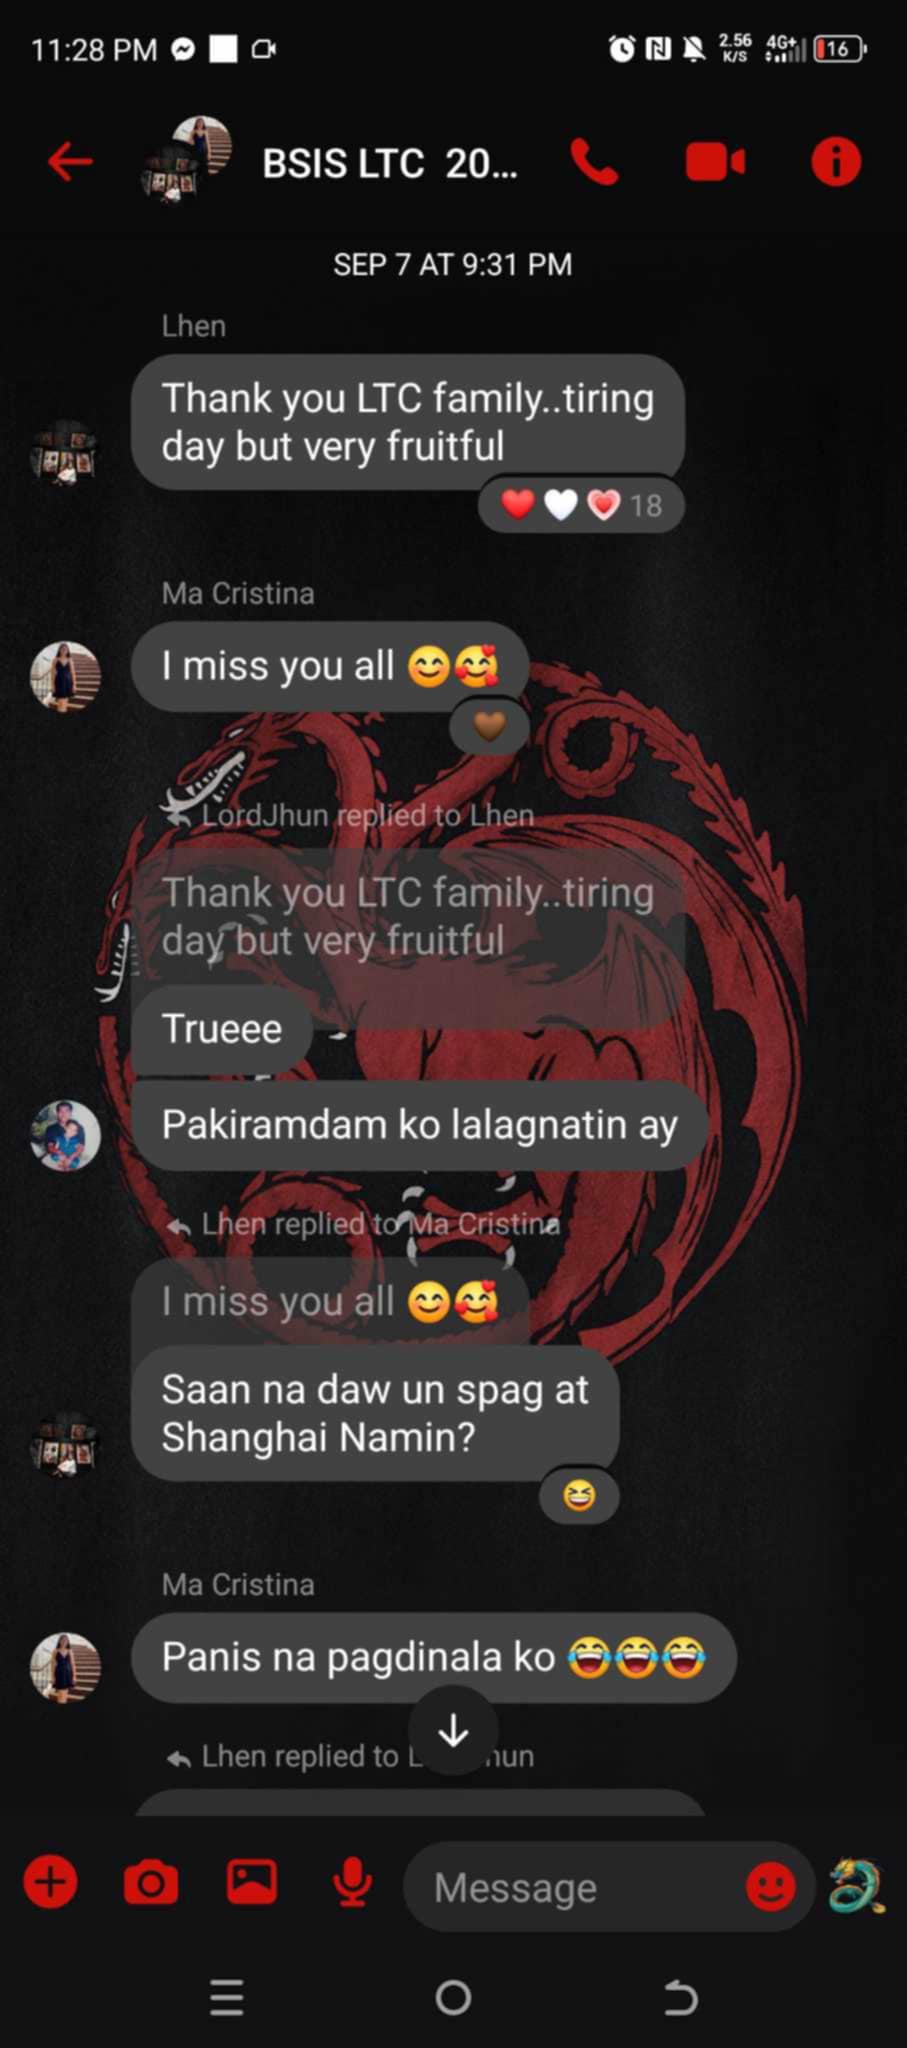 11:28 PM
2.56
K/S
4G+
16
BSIS LTC 20...
SEP 7 AT 9:31 PM
Lhen
Thank you LTC family..tiring
day but very fruitful
❤️🤍💗 18
Ma Cristina
I miss you all 😊🥰
🤎
LordJhun replied to Lhen
Thank you LTC family..tiring
day but very fruitful
Trueee
Pakiramdam ko lalagnatin ay
Lhen replied to Ma Cristina
I miss you all 😊🥰
Saan na daw un spag at
Shanghai Namin?
😆
Ma Cristina
Panis na pagdinala ko 😂😂😂
Lhen replied to
Message